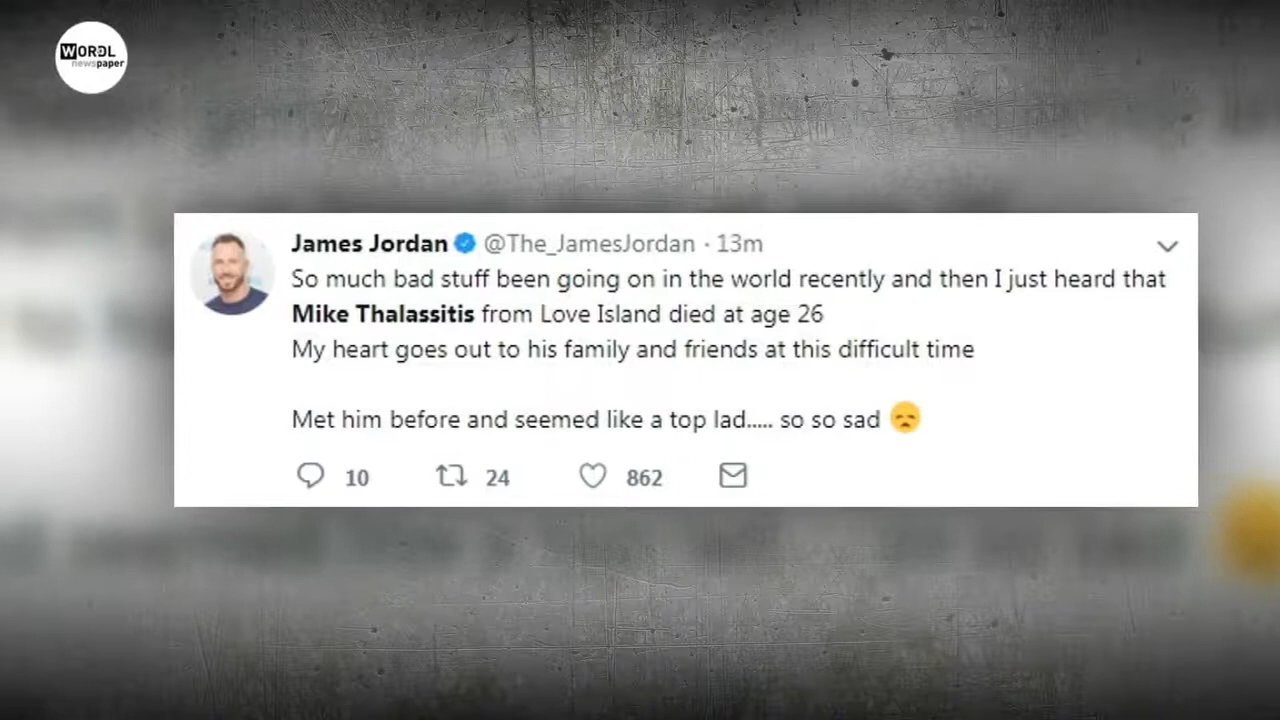 WORDL
newspaper
James Jordan @The_JamesJordan · 13m
So much bad stuff been going on in the world recently and then I just heard that
Mike Thalassitis from Love Island died at age 26
My heart goes out to his family and friends at this difficult time
Met him before and seemed like a top lad..... so so sad 😞
10 24 862